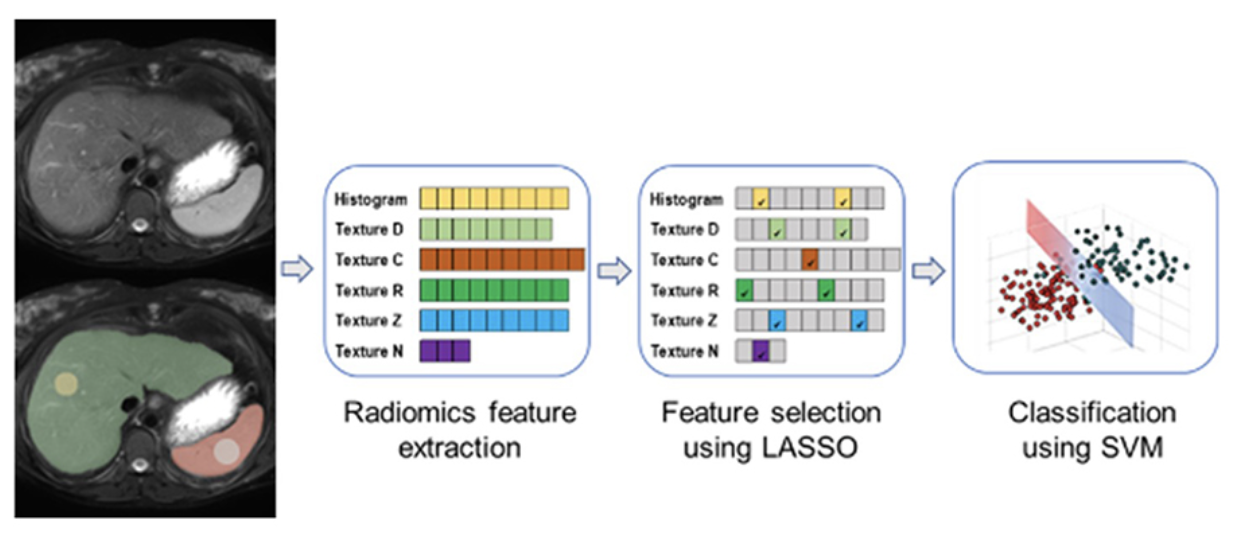 Histogram
Texture D
Texture C
Texture R
Texture Z
Texture N
Radiomics feature
extraction
Histogram
Texture D
Texture C
Texture R
Texture Z
Texture N
Feature selection
using LASSO
Classification
using SVM